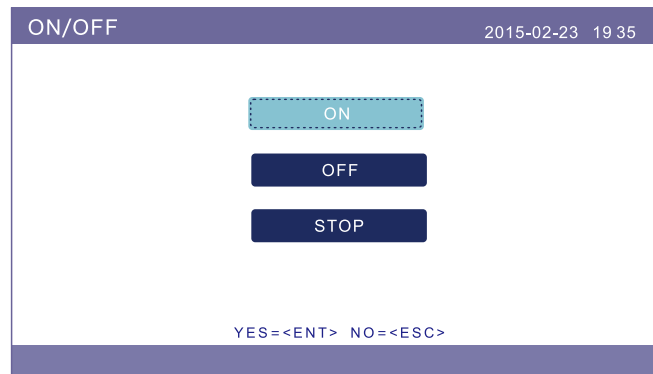 ON/OFF
2015-02-23 19 35
ON
OFF
STOP
YES=<ENT> NO=<ESC>